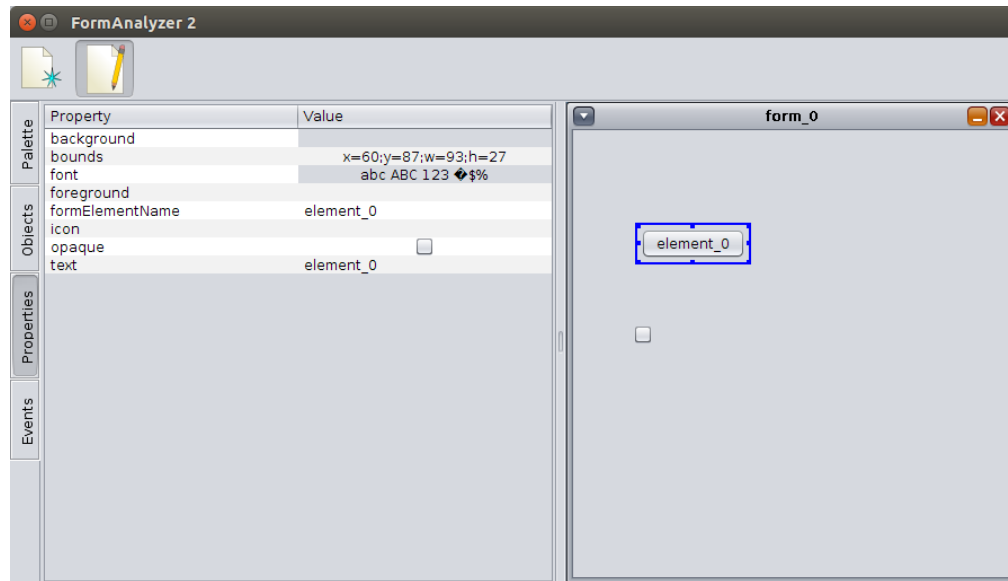 FormAnalyzer 2
Palette
Objects
Properties
Events
Property Value
background
bounds x=60;y=87;w=93;h=27
font abc ABC 123 �$%
foreground
formElementName element_0
icon
opaque
text element_0
form_0
element_0